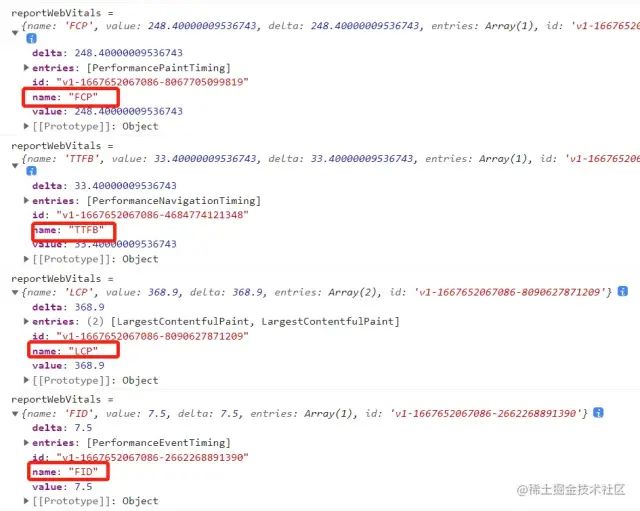 reportWebVitals =
{name: 'FCP', value: 248.40000009536743, delta: 248.40000009536743, entries: Array(1), id: 'v1-1
delta: 248.40000009536743
entries: [PerformancePaintTiming]
id: "v1-1667652067086-8067705099819"
name: "FCP"
value: 248.40000009536743
[[Prototype]]: Object
reportWebVitals =
{name: 'TTFB', value: 33.40000009536743, delta: 33.40000009536743, entries: Array(1), id: 'v1-16
delta: 33.40000009536743
entries: [PerformanceNavigationTiming]
id: "v1-1667652067086-4684774121348"
name: "TTFB"
value: 33.40000009536743
[[Prototype]]: Object
reportWebVitals =
{name: 'LCP', value: 368.9, delta: 368.9, entries: Array(2), id: 'v1-1667652067086-8090627871209'}
delta: 368.9
entries: (2) [LargestContentfulPaint, LargestContentfulPaint]
id: "v1-1667652067086-8090627871209"
name: "LCP"
value: 368.9
[[Prototype]]: Object
reportWebVitals =
{name: 'FID', value: 7.5, delta: 7.5, entries: Array(1), id: 'v1-1667652067086-2662268891390'}
delta: 7.5
entries: [PerformanceEventTiming]
id: "v1-1667652067086-2662268891390"
name: "FID"
value: 7.5
[[Prototype]]: Object
@稀土掘金技术社区